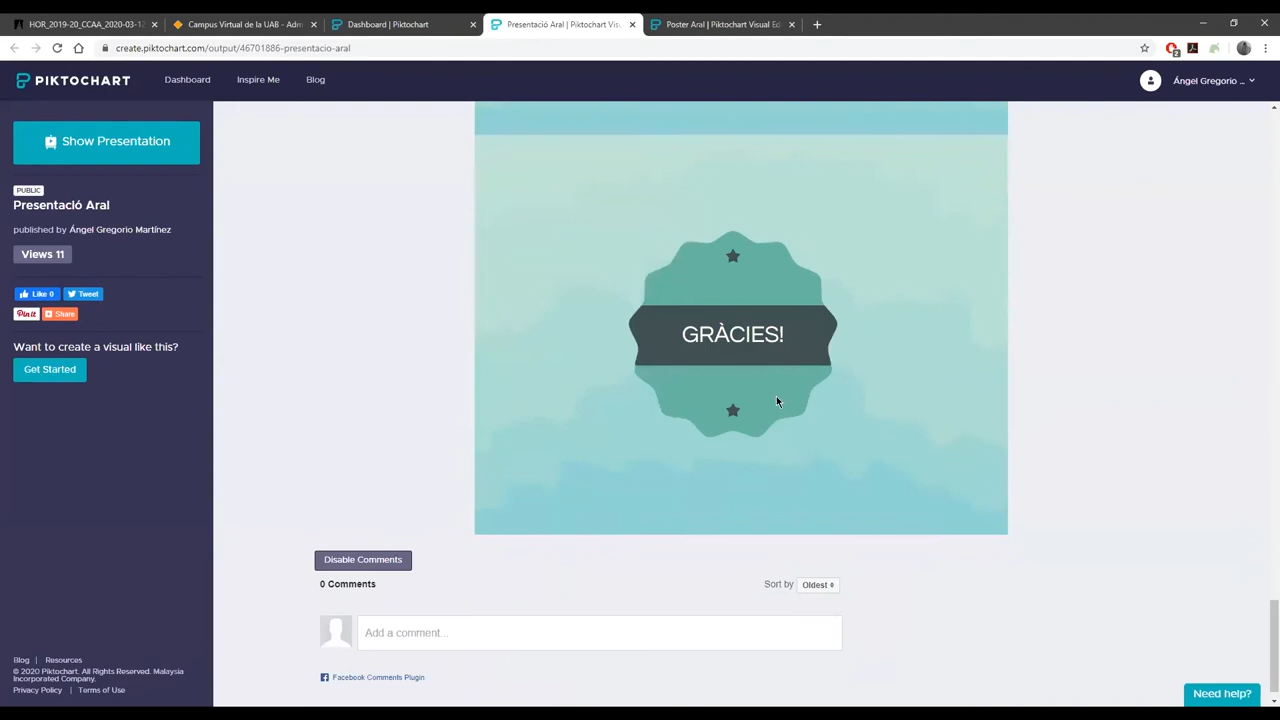 HOR_2019-20_CCAA_2020-03-12
Campus Virtual de la UAB - Adm
Dashboard | Piktochart
Presentació Aral | Piktochart Vis
Poster Aral | Piktochart Visual Ed
create.piktochart.com/output/46701886-presentacio-aral
PIKTOCHART
Dashboard
Inspire Me
Blog
Ángel Gregorio ...
Show Presentation
PUBLIC
Presentació Aral
published by Ángel Gregorio Martínez
Views 11
Like 0
Tweet
Pin it
Share
Want to create a visual like this?
Get Started
GRÀCIES!
Disable Comments
0 Comments
Sort by
Oldest
Add a comment...
Facebook Comments Plugin
Blog | Resources
© 2020 Piktochart. All Rights Reserved. Malaysia
Incorporated Company.
Privacy Policy | Terms of Use
Need help?